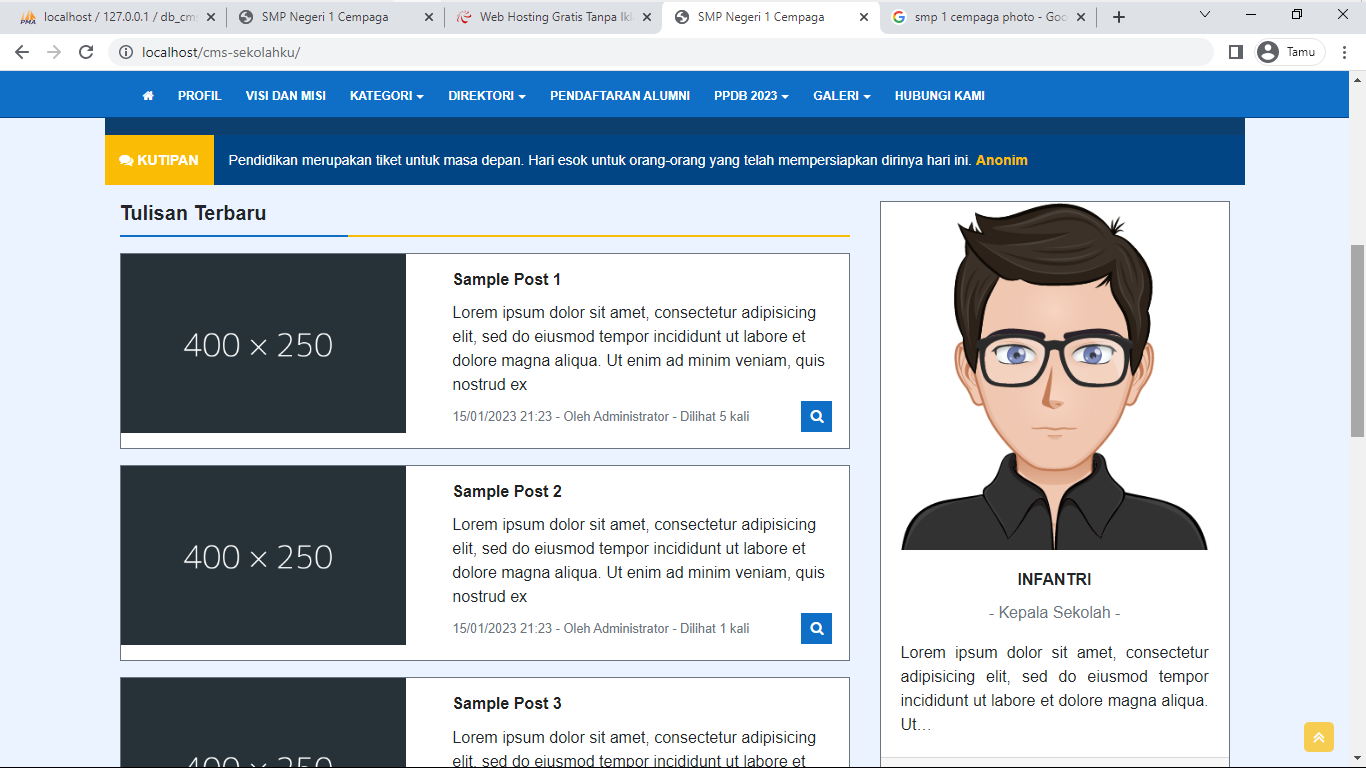 localhost / 127.0.0.1 / db_cm
SMP Negeri 1 Cempaga
Web Hosting Gratis Tanpa Ikl
SMP Negeri 1 Cempaga
smp 1 cempaga photo - Goo
localhost/cms-sekolahku/
Tamu
PROFIL VISI DAN MISI KATEGORI DIREKTORI PENDAFTARAN ALUMNI PPDB 2023 GALERI HUBUNGI KAMI
KUTIPAN Pendidikan merupakan tiket untuk masa depan. Hari esok untuk orang-orang yang telah mempersiapkan dirinya hari ini. Anonim
Tulisan Terbaru
400 × 250
Sample Post 1
Lorem ipsum dolor sit amet, consectetur adipisicing
elit, sed do eiusmod tempor incididunt ut labore et
dolore magna aliqua. Ut enim ad minim veniam, quis
nostrud ex
15/01/2023 21:23 - Oleh Administrator - Dilihat 5 kali
400 × 250
Sample Post 2
Lorem ipsum dolor sit amet, consectetur adipisicing
elit, sed do eiusmod tempor incididunt ut labore et
dolore magna aliqua. Ut enim ad minim veniam, quis
nostrud ex
15/01/2023 21:23 - Oleh Administrator - Dilihat 1 kali
400 × 250
Sample Post 3
Lorem ipsum dolor sit amet, consectetur adipisicing
elit, sed do eiusmod tempor incididunt ut labore et
INFANTRI
- Kepala Sekolah -
Lorem ipsum dolor sit amet, consectetur
adipisicing elit, sed do eiusmod tempor
incididunt ut labore et dolore magna aliqua.
Ut...